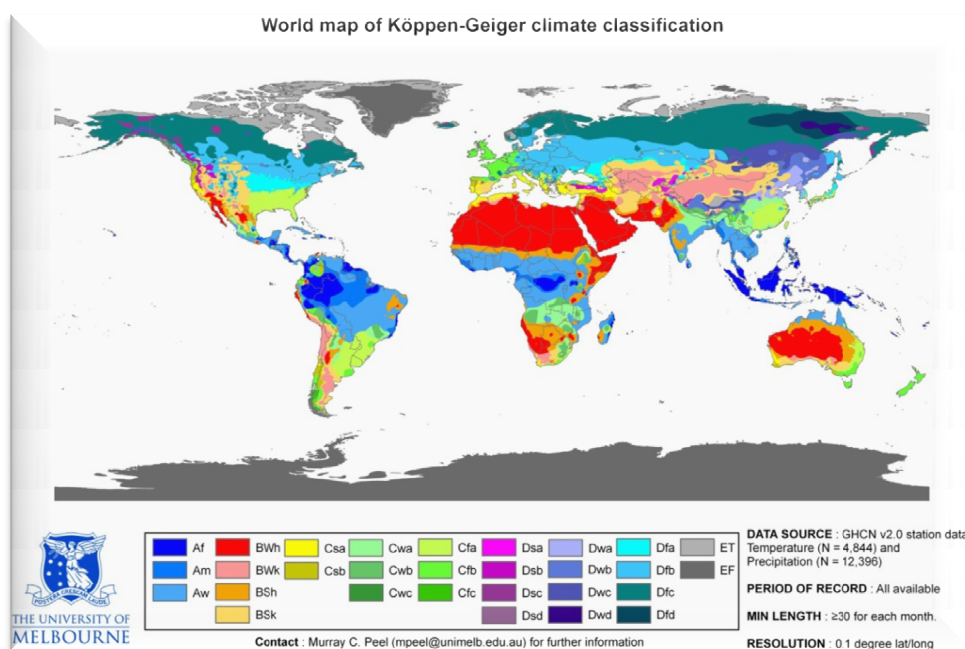 World map of Köppen-Geiger climate classification
Af
BWh
Csa
Cwa
Cfa
Dsa
Dwa
Dfa
ET
Am
BWk
Csb
Cwb
Cfb
Dsb
Dwb
Dfb
EF
Aw
BSh
Cwc
Cfc
Dsc
Dwc
Dfc
BSk
Dsd
Dwd
Dfd
DATA SOURCE : GHCN v2.0 station data
Temperature (N = 4,844) and
Precipitation (N = 12,396)
PERIOD OF RECORD : All available
MIN LENGTH : ≥30 for each month.
RESOLUTION : 0.1 degree lat/long
POSTERA CRESCAM LAUDE
THE UNIVERSITY OF
MELBOURNE
Contact : Murray C. Peel (mpeel@unimelb.edu.au) for further information